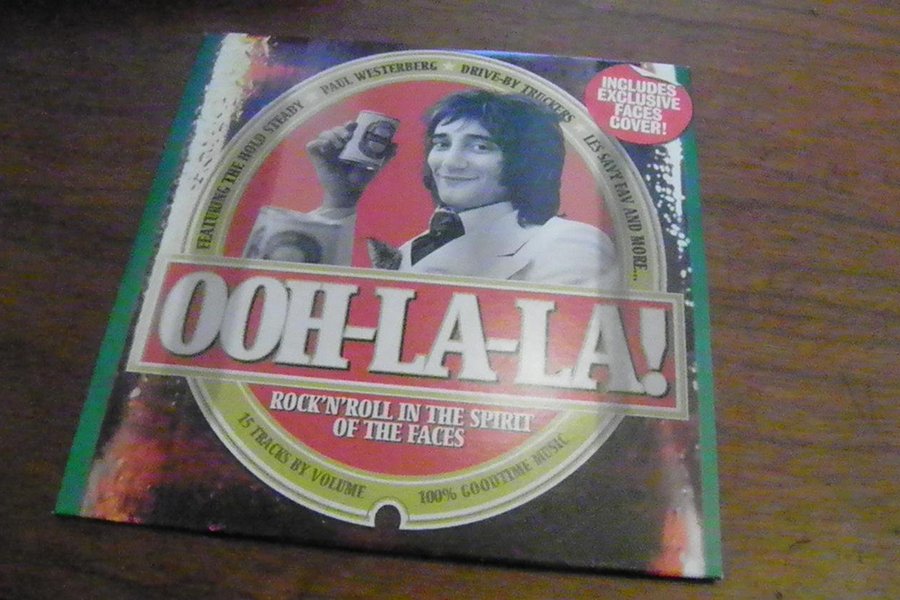 FEATURING THE HOLD STEADY ★ PAUL WESTERBERG ★ DRIVE-BY TRUCKERS ★ LES SAVY FAV AND MORE...
INCLUDES
EXCLUSIVE
FACES
COVER!
OOH-LA-LA!
ROCK'N'ROLL IN THE SPIRIT
OF THE FACES
15 TRACKS BY VOLUME
100% GOODTIME MUSIC